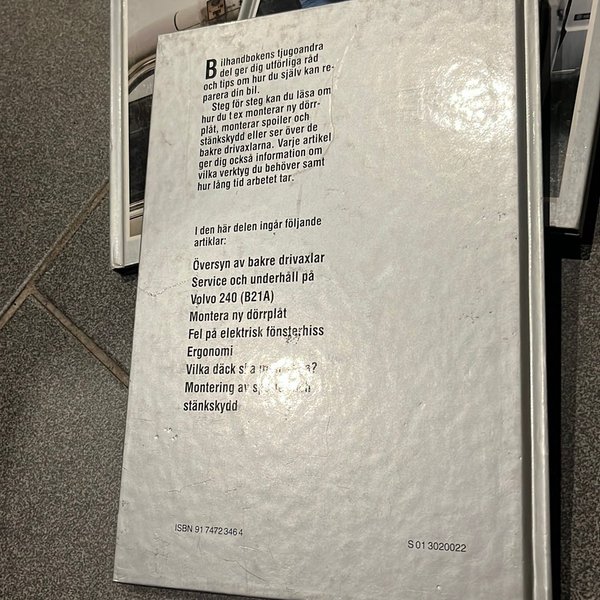 Bilhandbokens tjugoandra
del ger dig utförliga råd
och tips om hur du själv kan re-
parera din bil.
Steg för steg kan du läsa om
hur du t ex monterar ny dörr-
plåt, monterar spoiler och
stänkskydd eller ser över de
bakre drivaxlarna. Varje artikel
ger dig också information om
vilka verktyg du behöver samt
hur lång tid arbetet tar.
I den här delen ingår följande
artiklar:
Översyn av bakre drivaxlar
Service och underhåll på
Volvo 240 (B21A)
Montera ny dörrplåt
Fel på elektrisk fönsterhiss
Ergonomi
Vilka däck
Montering av
stänkskydd
ISBN 91 7472 346 4
S 01 3020022